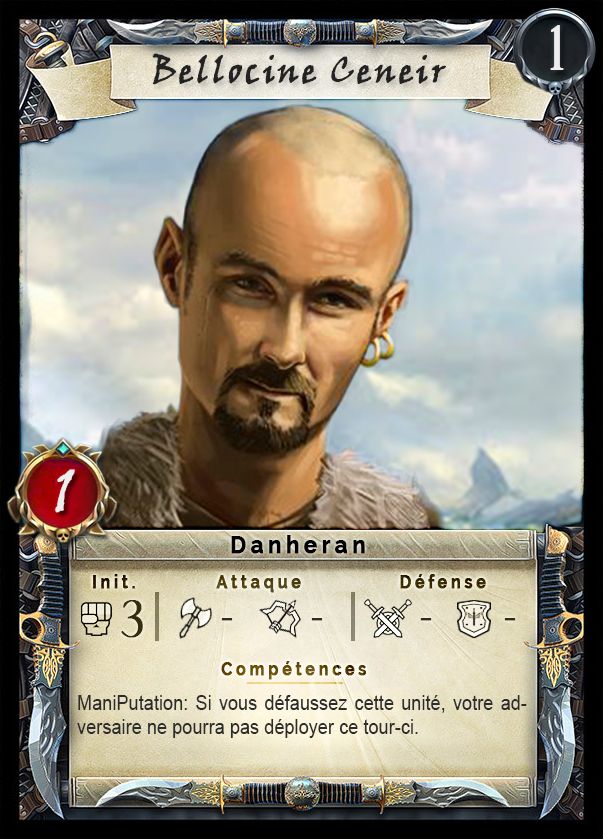 Bellocine Ceneir
1
1
Danheran
Init. Attaque Défense
3 - - - -
Compétences
ManiPutation: Si vous défaussez cette unité, votre ad-
versaire ne pourra pas déployer ce tour-ci.